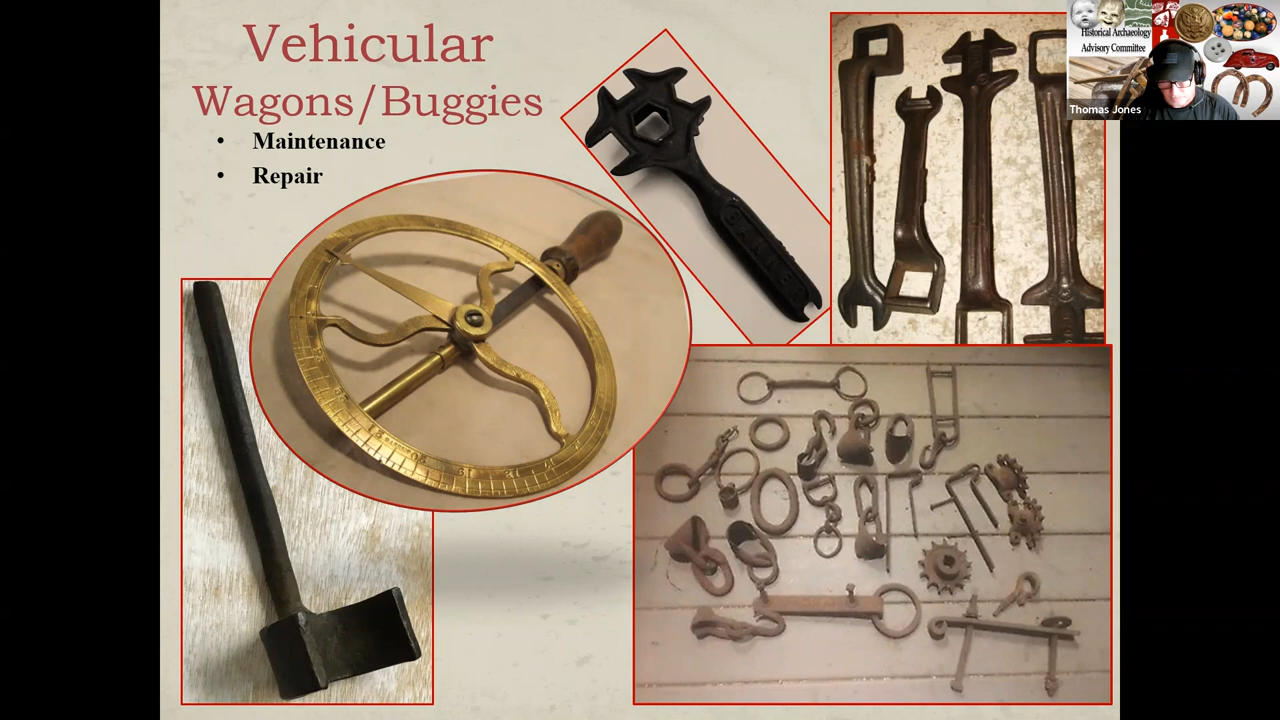 Vehicular
Wagons/Buggies
• Maintenance
• Repair
Historical Archaeology
Advisory Committee
Thomas Jones